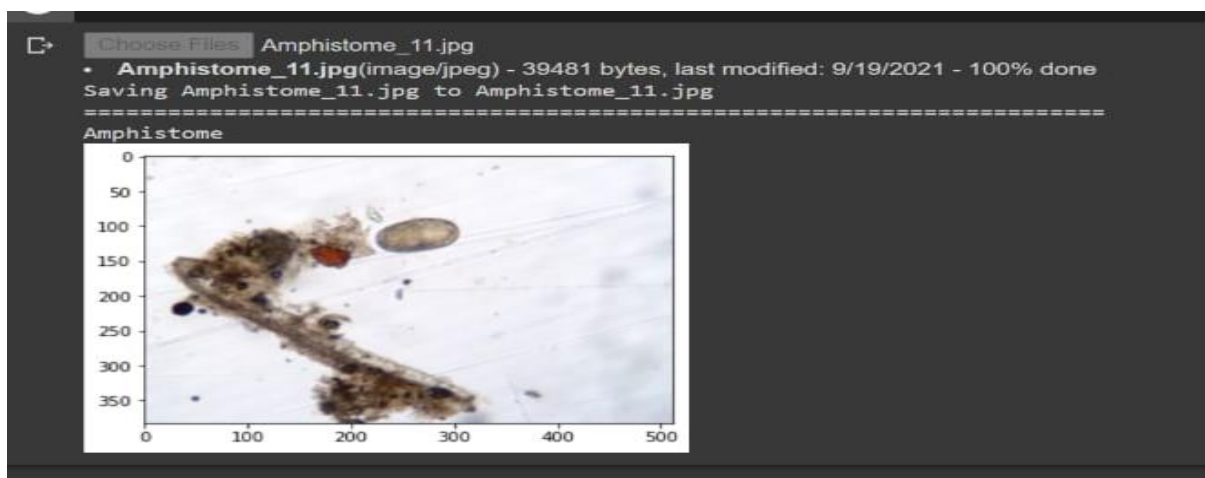 Choose Files Amphistome_11.jpg
• Amphistome_11.jpg(image/jpeg) - 39481 bytes, last modified: 9/19/2021 - 100% done
Saving Amphistome_11.jpg to Amphistome_11.jpg
==============================================================================
Amphistome
0
50
100
150
200
250
300
350
0 100 200 300 400 500